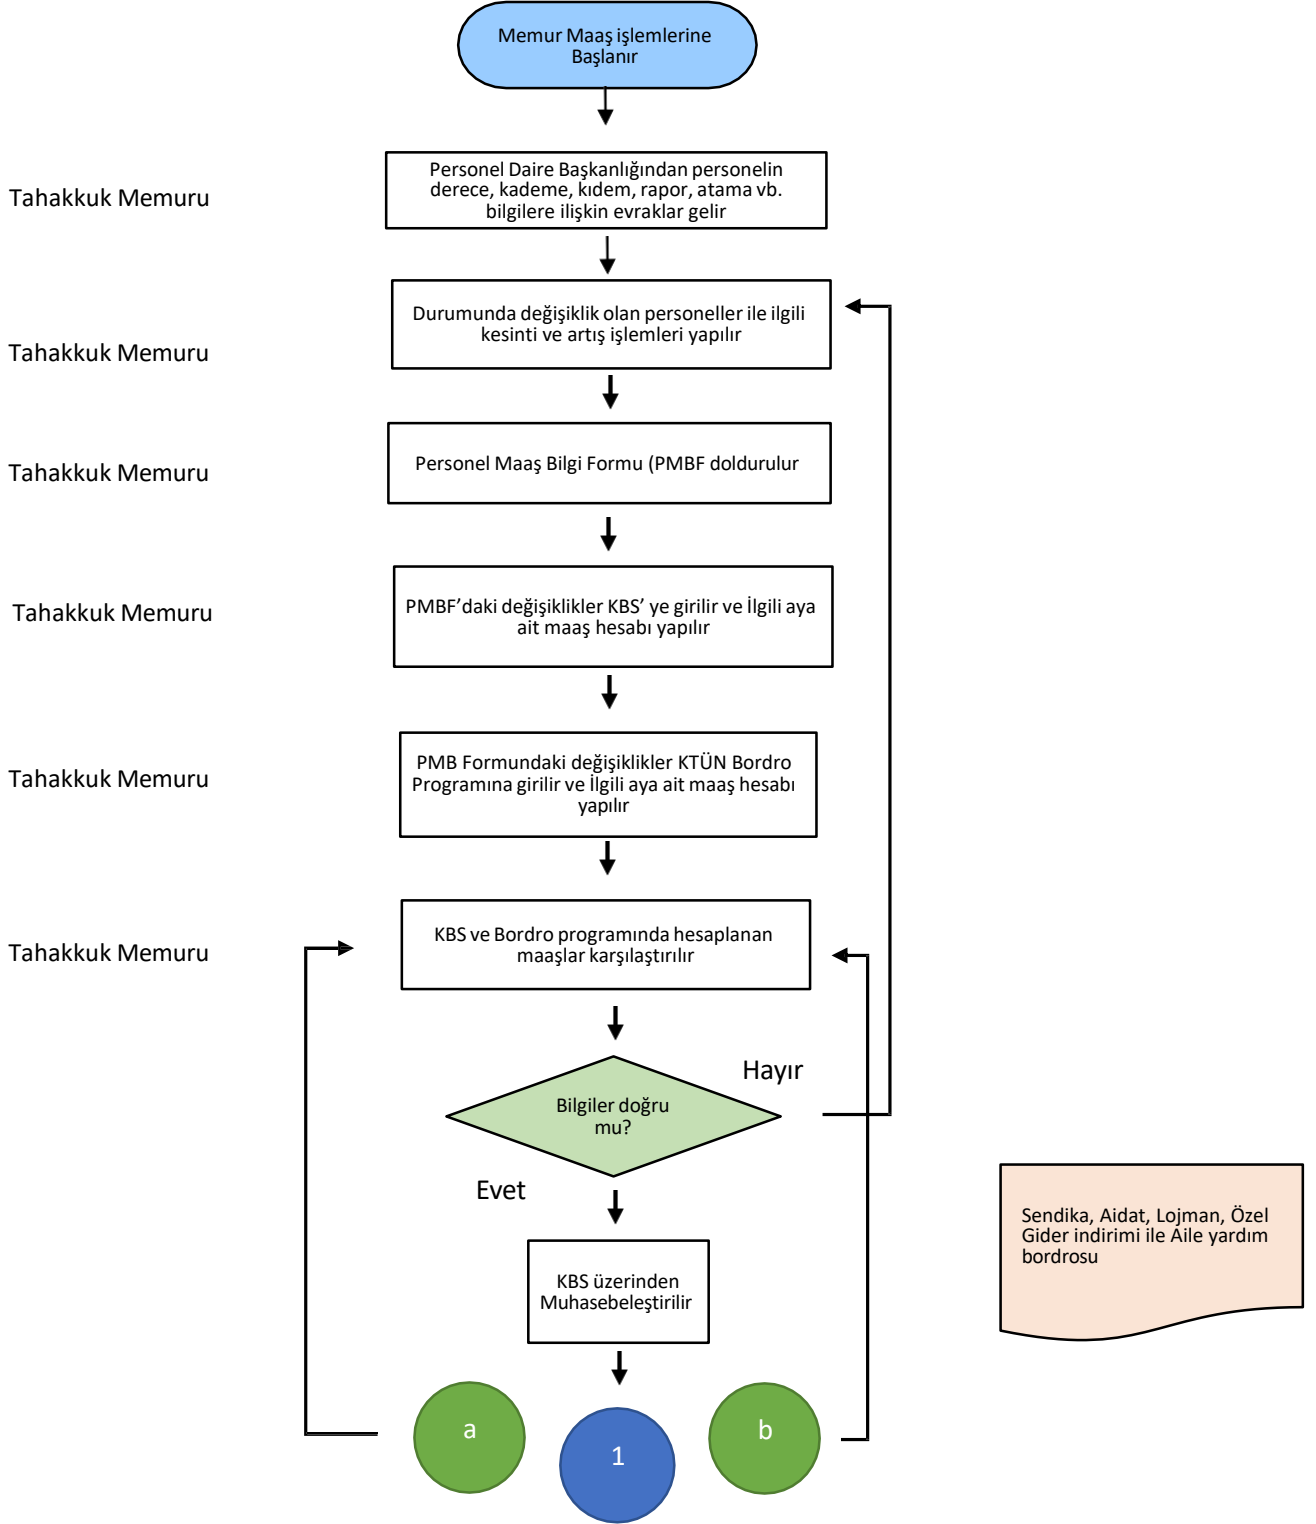 Memur Maaş işlemlerine
Başlanır
Personel Daire Başkanlığından personelin
derece, kademe, kıdem, rapor, atama vb.
bilgilere ilişkin evraklar gelir
Tahakkuk Memuru
Durumunda değişiklik olan personeller ile ilgili
kesinti ve artış işlemleri yapılır
Tahakkuk Memuru
Personel Maaş Bilgi Formu (PMBF doldurulur
Tahakkuk Memuru
PMBF’daki değişiklikler KBS’ ye girilir ve İlgili aya
ait maaş hesabı yapılır
Tahakkuk Memuru
PMB Formundaki değişiklikler KTÜN Bordro
Programına girilir ve İlgili aya ait maaş hesabı
yapılır
Tahakkuk Memuru
KBS ve Bordro programında hesaplanan
maaşlar karşılaştırılır
Tahakkuk Memuru
Hayır
Bilgiler doğru
mu?
Evet
Sendika, Aidat, Lojman, Özel
Gider indirimi ile Aile yardım
bordrosu
KBS üzerinden
Muhasebeleştirilir
a
1
b